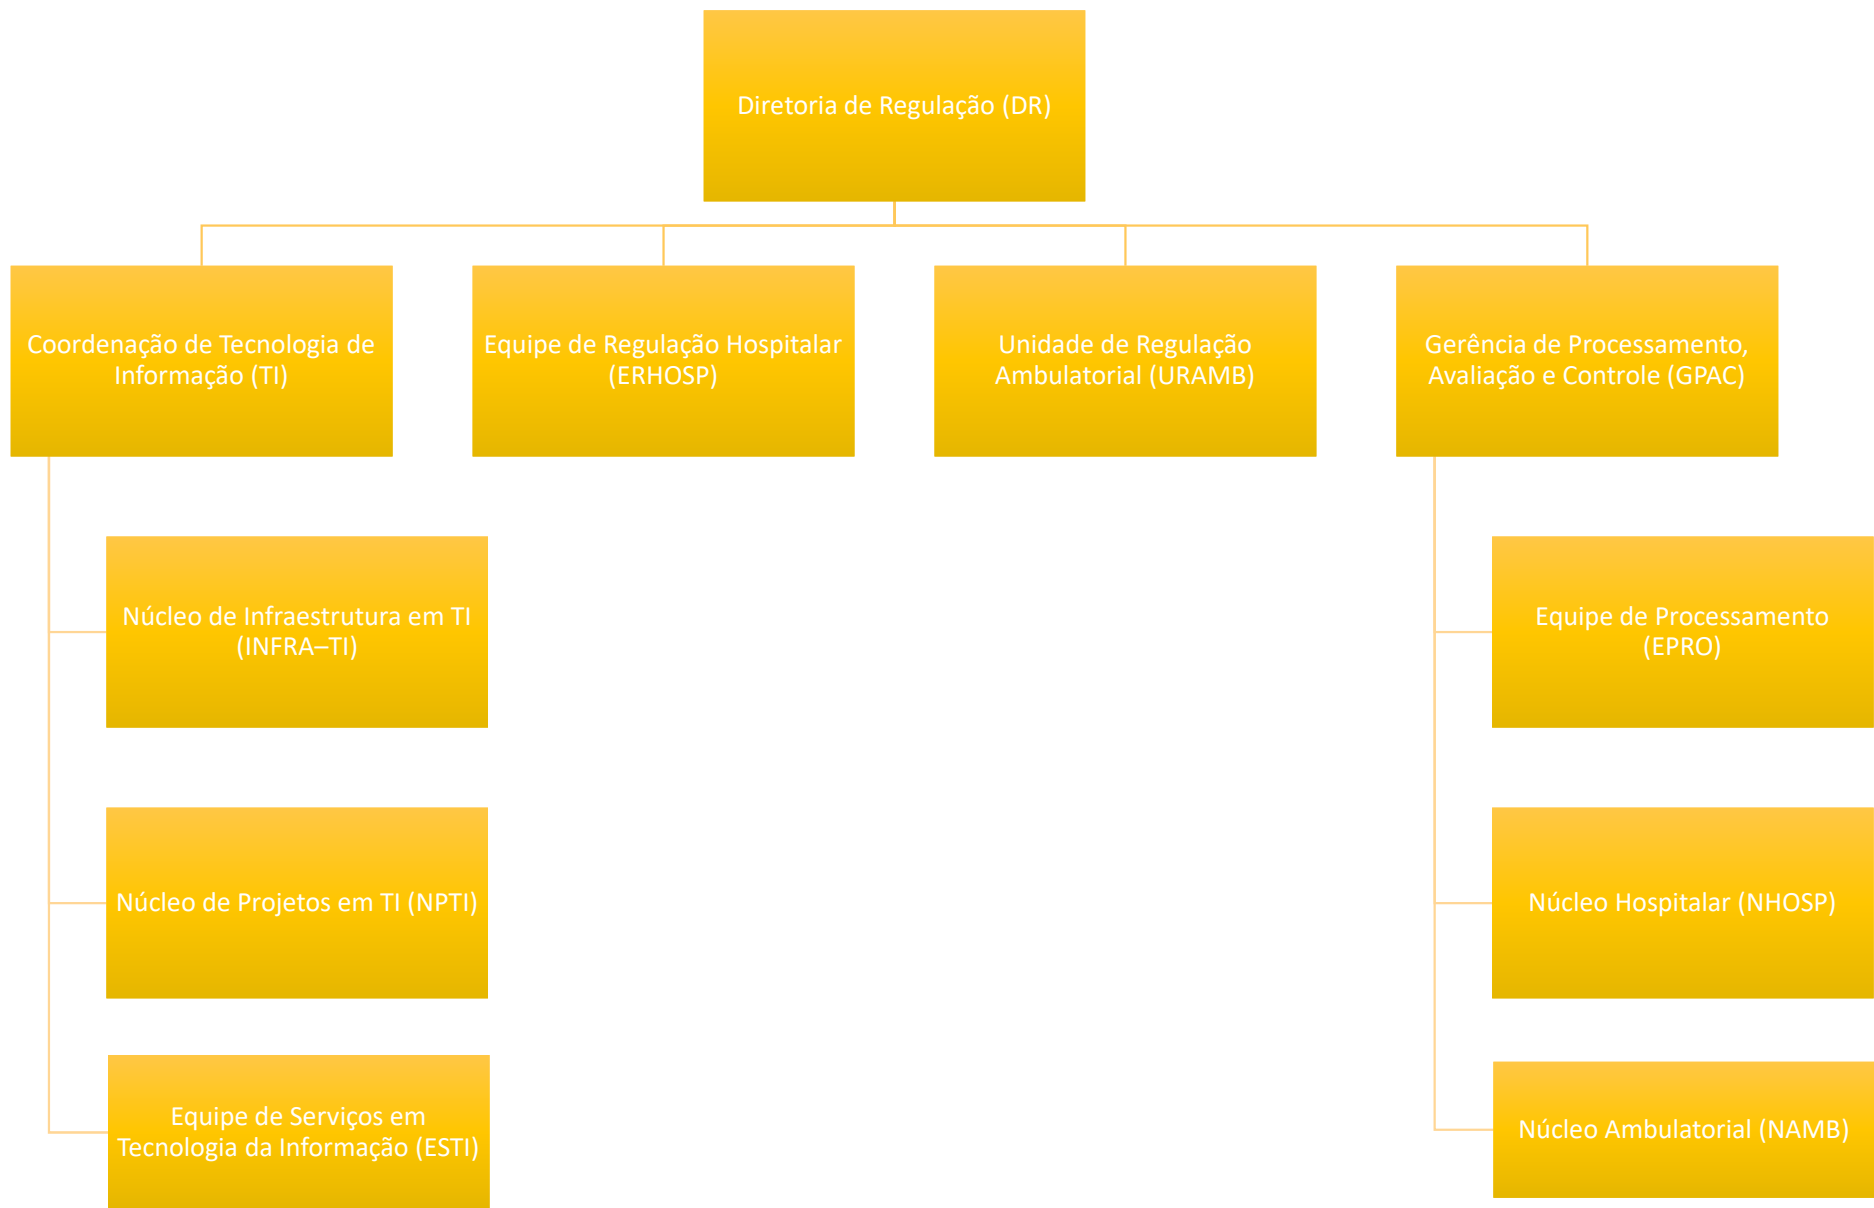 Diretoria de Regulação (DR)
Coordenação de Tecnologia de
Informação (TI)
Equipe de Regulação Hospitalar
(ERHOSP)
Unidade de Regulação
Ambulatorial (URAMB)
Gerência de Processamento,
Avaliação e Controle (GPAC)
Núcleo de Infraestrutura em TI
(INFRA–TI)
Equipe de Processamento
(EPRO)
Núcleo de Projetos em TI (NPTI)
Núcleo Hospitalar (NHOSP)
Equipe de Serviços em
Tecnologia da Informação (ESTI)
Núcleo Ambulatorial (NAMB)